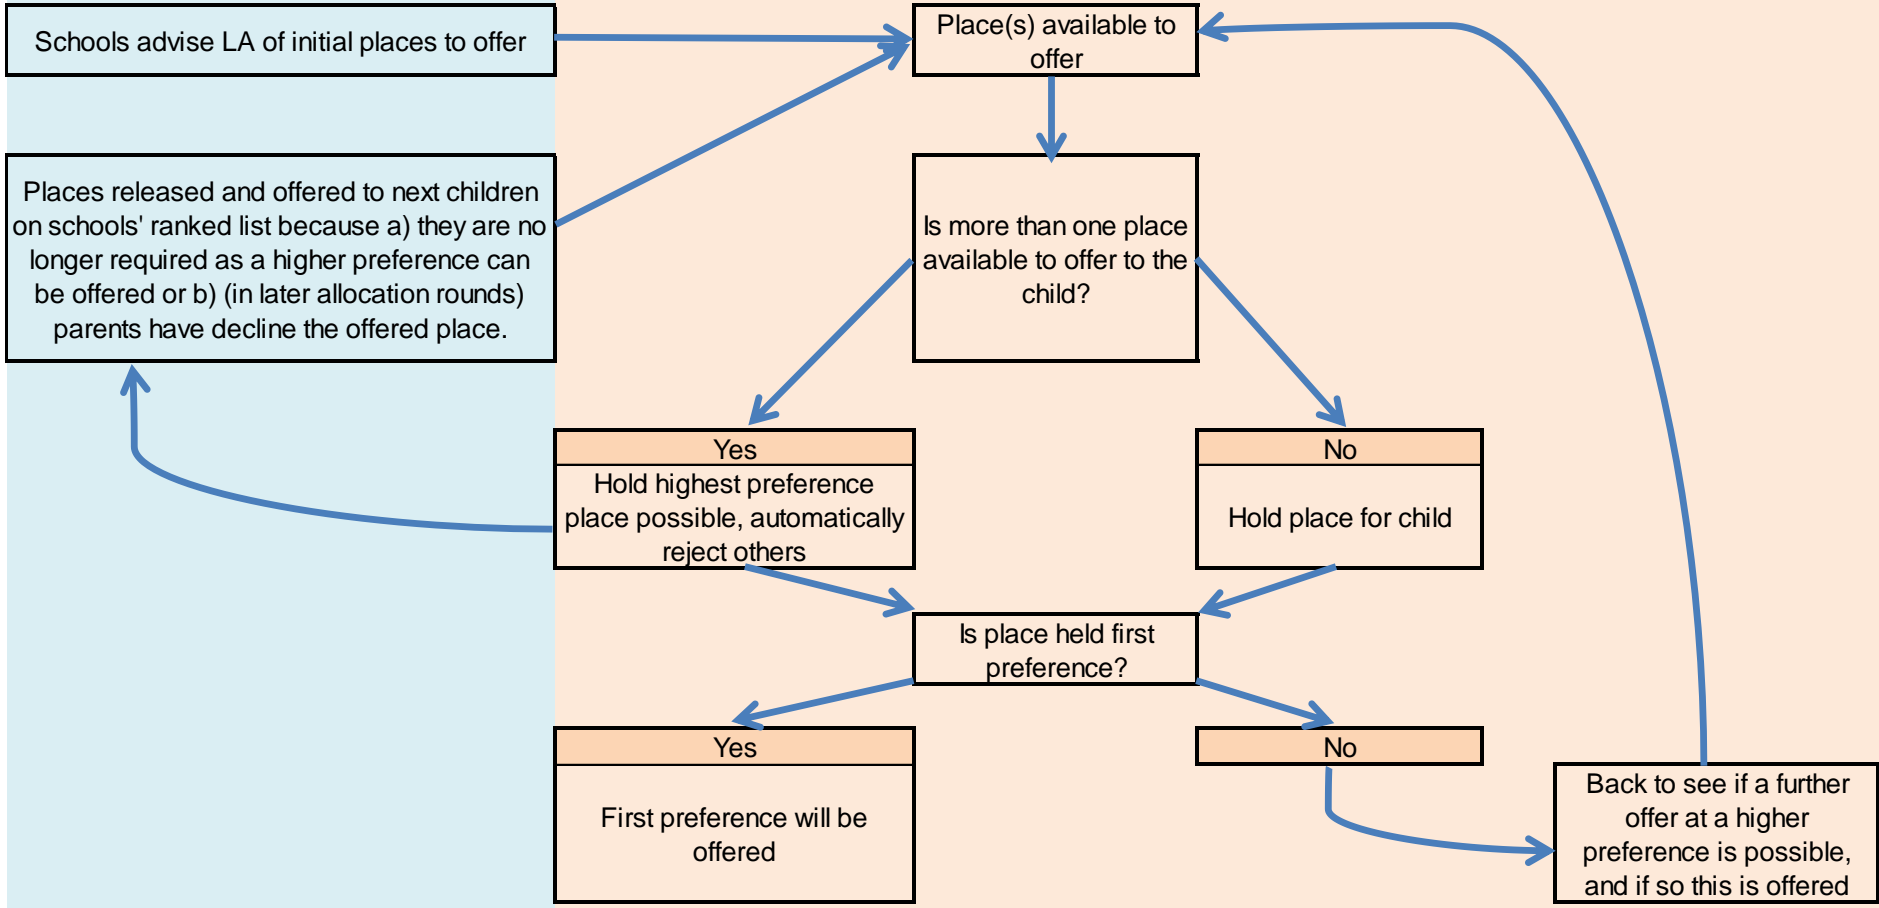 Schools advise LA of initial places to offer
Place(s) available to
offer
Places released and offered to next children
on schools' ranked list because a) they are no
longer required as a higher preference can
be offered or b) (in later allocation rounds)
parents have decline the offered place.
Is more than one place
available to offer to the
child?
Yes
Hold highest preference
place possible, automatically
reject others
No
Hold place for child
Is place held first
preference?
Yes
First preference will be
offered
No
Back to see if a further
offer at a higher
preference is possible,
and if so this is offered